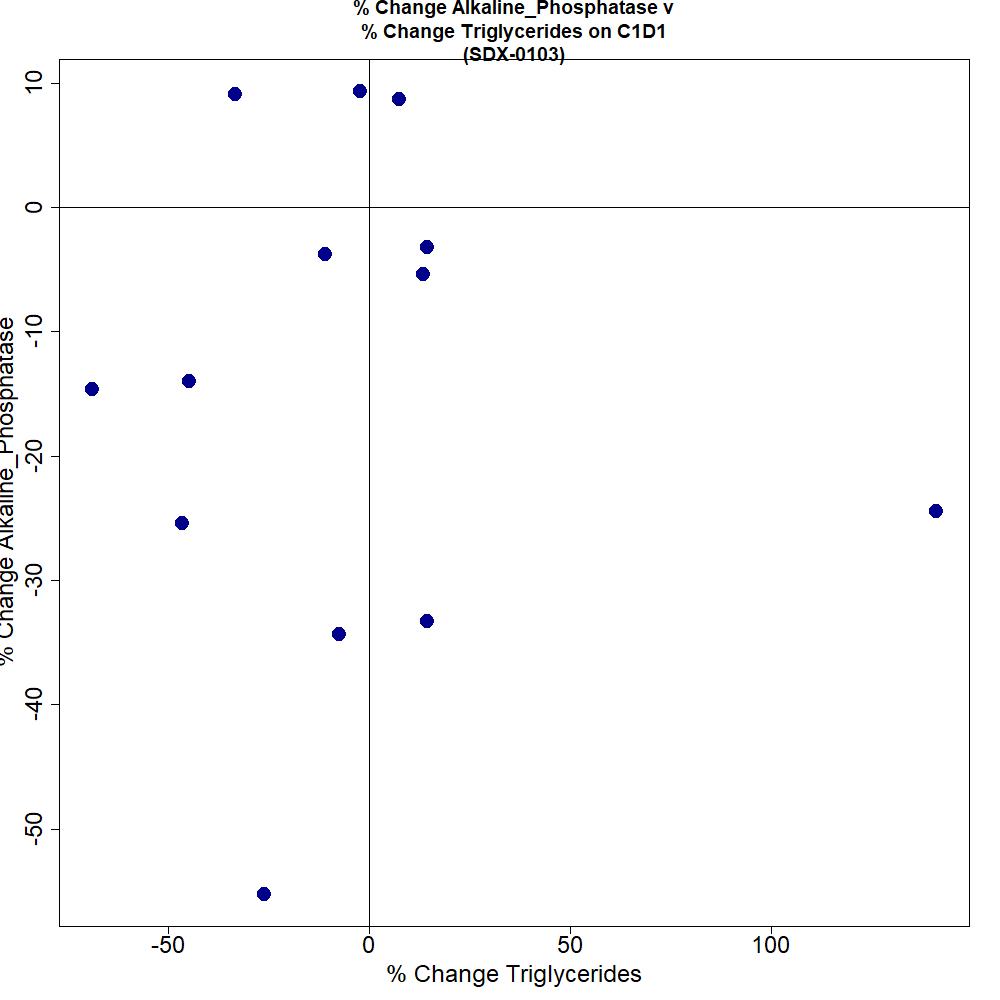 % Change Alkaline_Phosphatase v
% Change Triglycerides on C1D1
(SDX-0103)
10
0
-10
-20
-30
-40
-50
% Change Alkaline_Phosphatase
-50
0
50
100
% Change Triglycerides